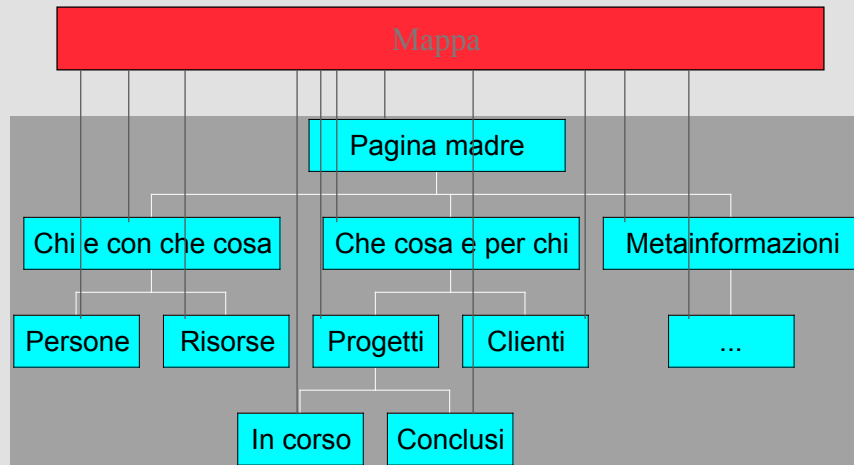 Mappa
Pagina madre
Chi e con che cosa
Che cosa e per chi
Metainformazioni
Persone
Risorse
Progetti
Clienti
...
In corso
Conclusi